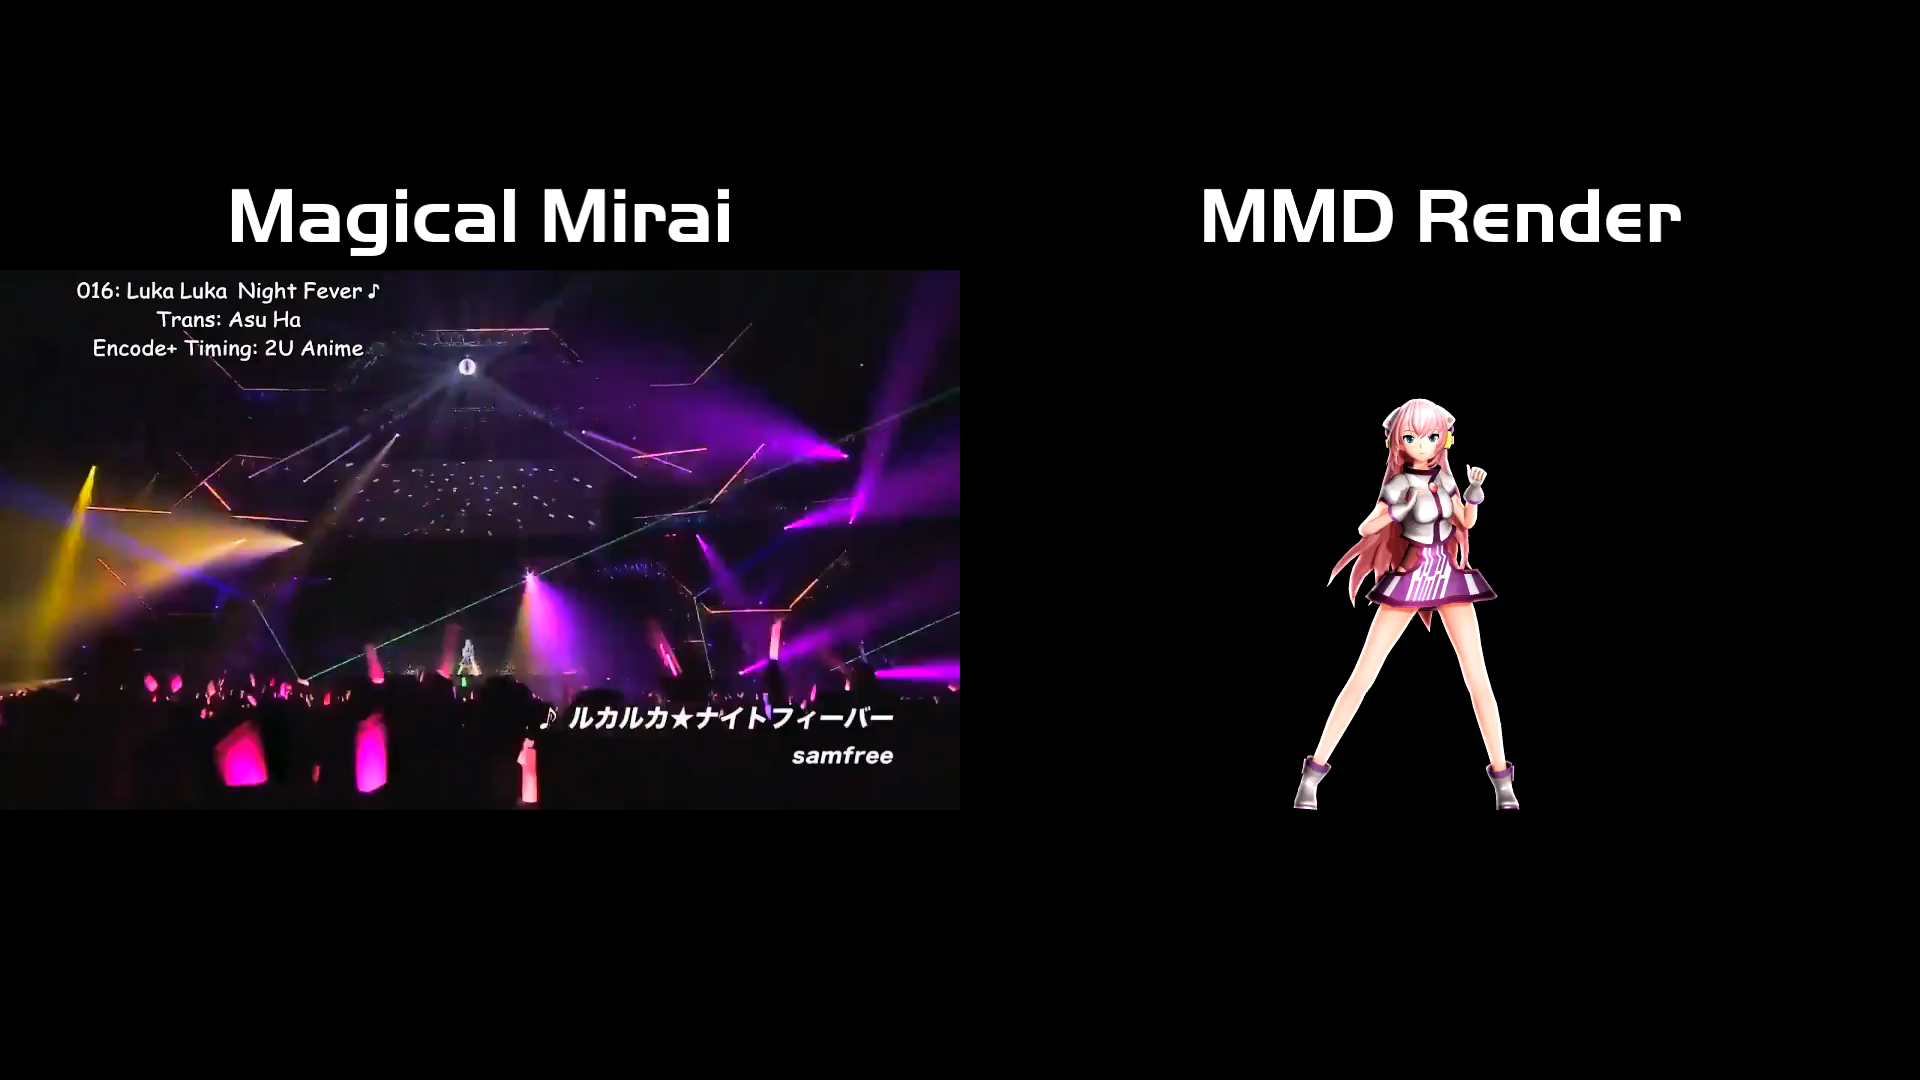 Magical Mirai
MMD Render
016: Luka Luka  Night Fever ♪
Trans: Asu Ha
Encode+ Timing: 2U Anime
♪ ルカルカ★ナイトフィーバー
samfree